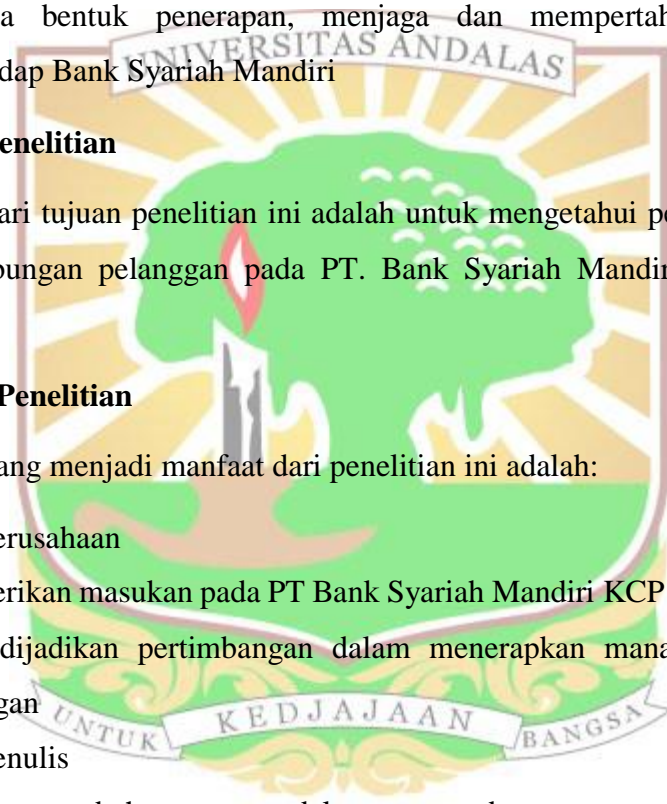 a bentuk penerapan, menjaga dan mempertah
UNIVERSITAS ANDALAS
dap Bank Syariah Mandiri
enelitian
ari tujuan penelitian ini adalah untuk mengetahui pe
bungan pelanggan pada PT. Bank Syariah Mandir
Penelitian
ang menjadi manfaat dari penelitian ini adalah:
erusahaan
erikan masukan pada PT Bank Syariah Mandiri KCP
dijadikan pertimbangan dalam menerapkan mana
gan
UNTUK KEDJAJAAN BANGSA
enulis